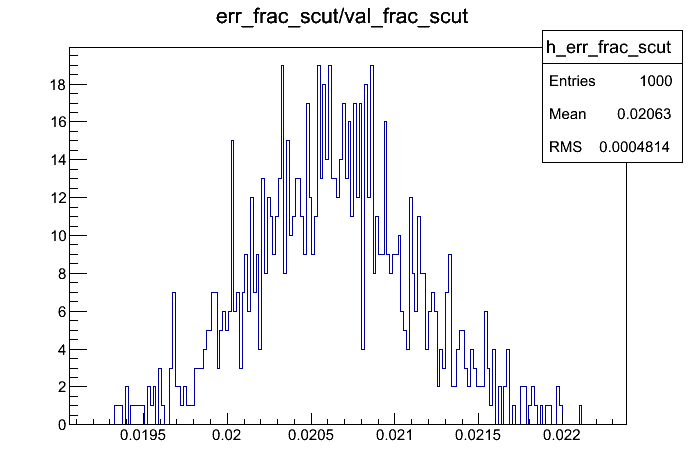 err_frac_scut/val_frac_scut
h_err_frac_scut
Entries 1000
Mean 0.02063
RMS 0.0004814
18
16
14
12
10
8
6
4
2
0
0.0195 0.02 0.0205 0.021 0.0215 0.022